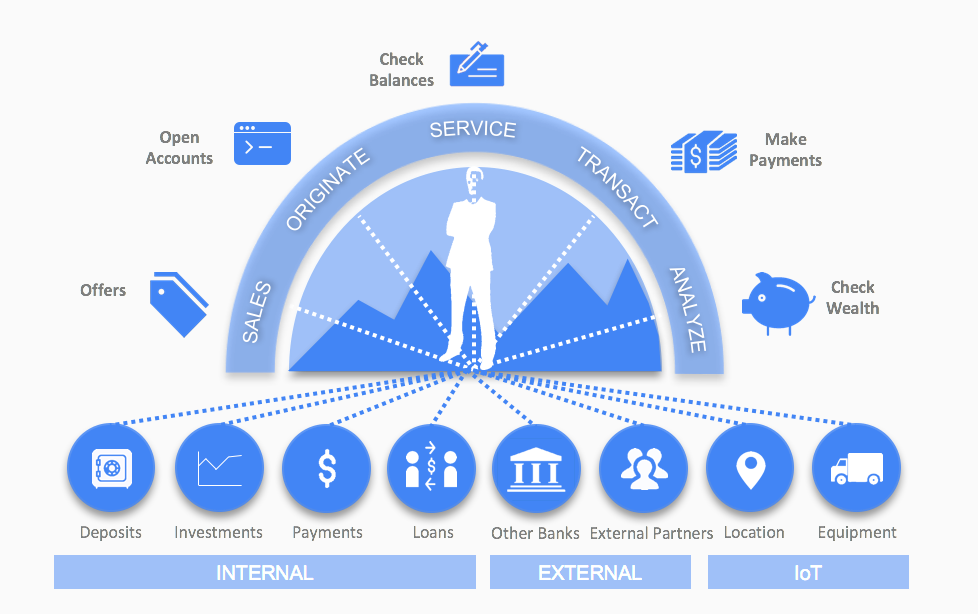 Check
Balances
SERVICE
Open
Accounts
ORIGINATE
TRANSACT
Make
Payments
$
Offers
SALES
ANALYZE
Check
Wealth
$
$
Deposits
Investments
Payments
Loans
Other Banks
External Partners
Location
Equipment
INTERNAL
EXTERNAL
IoT